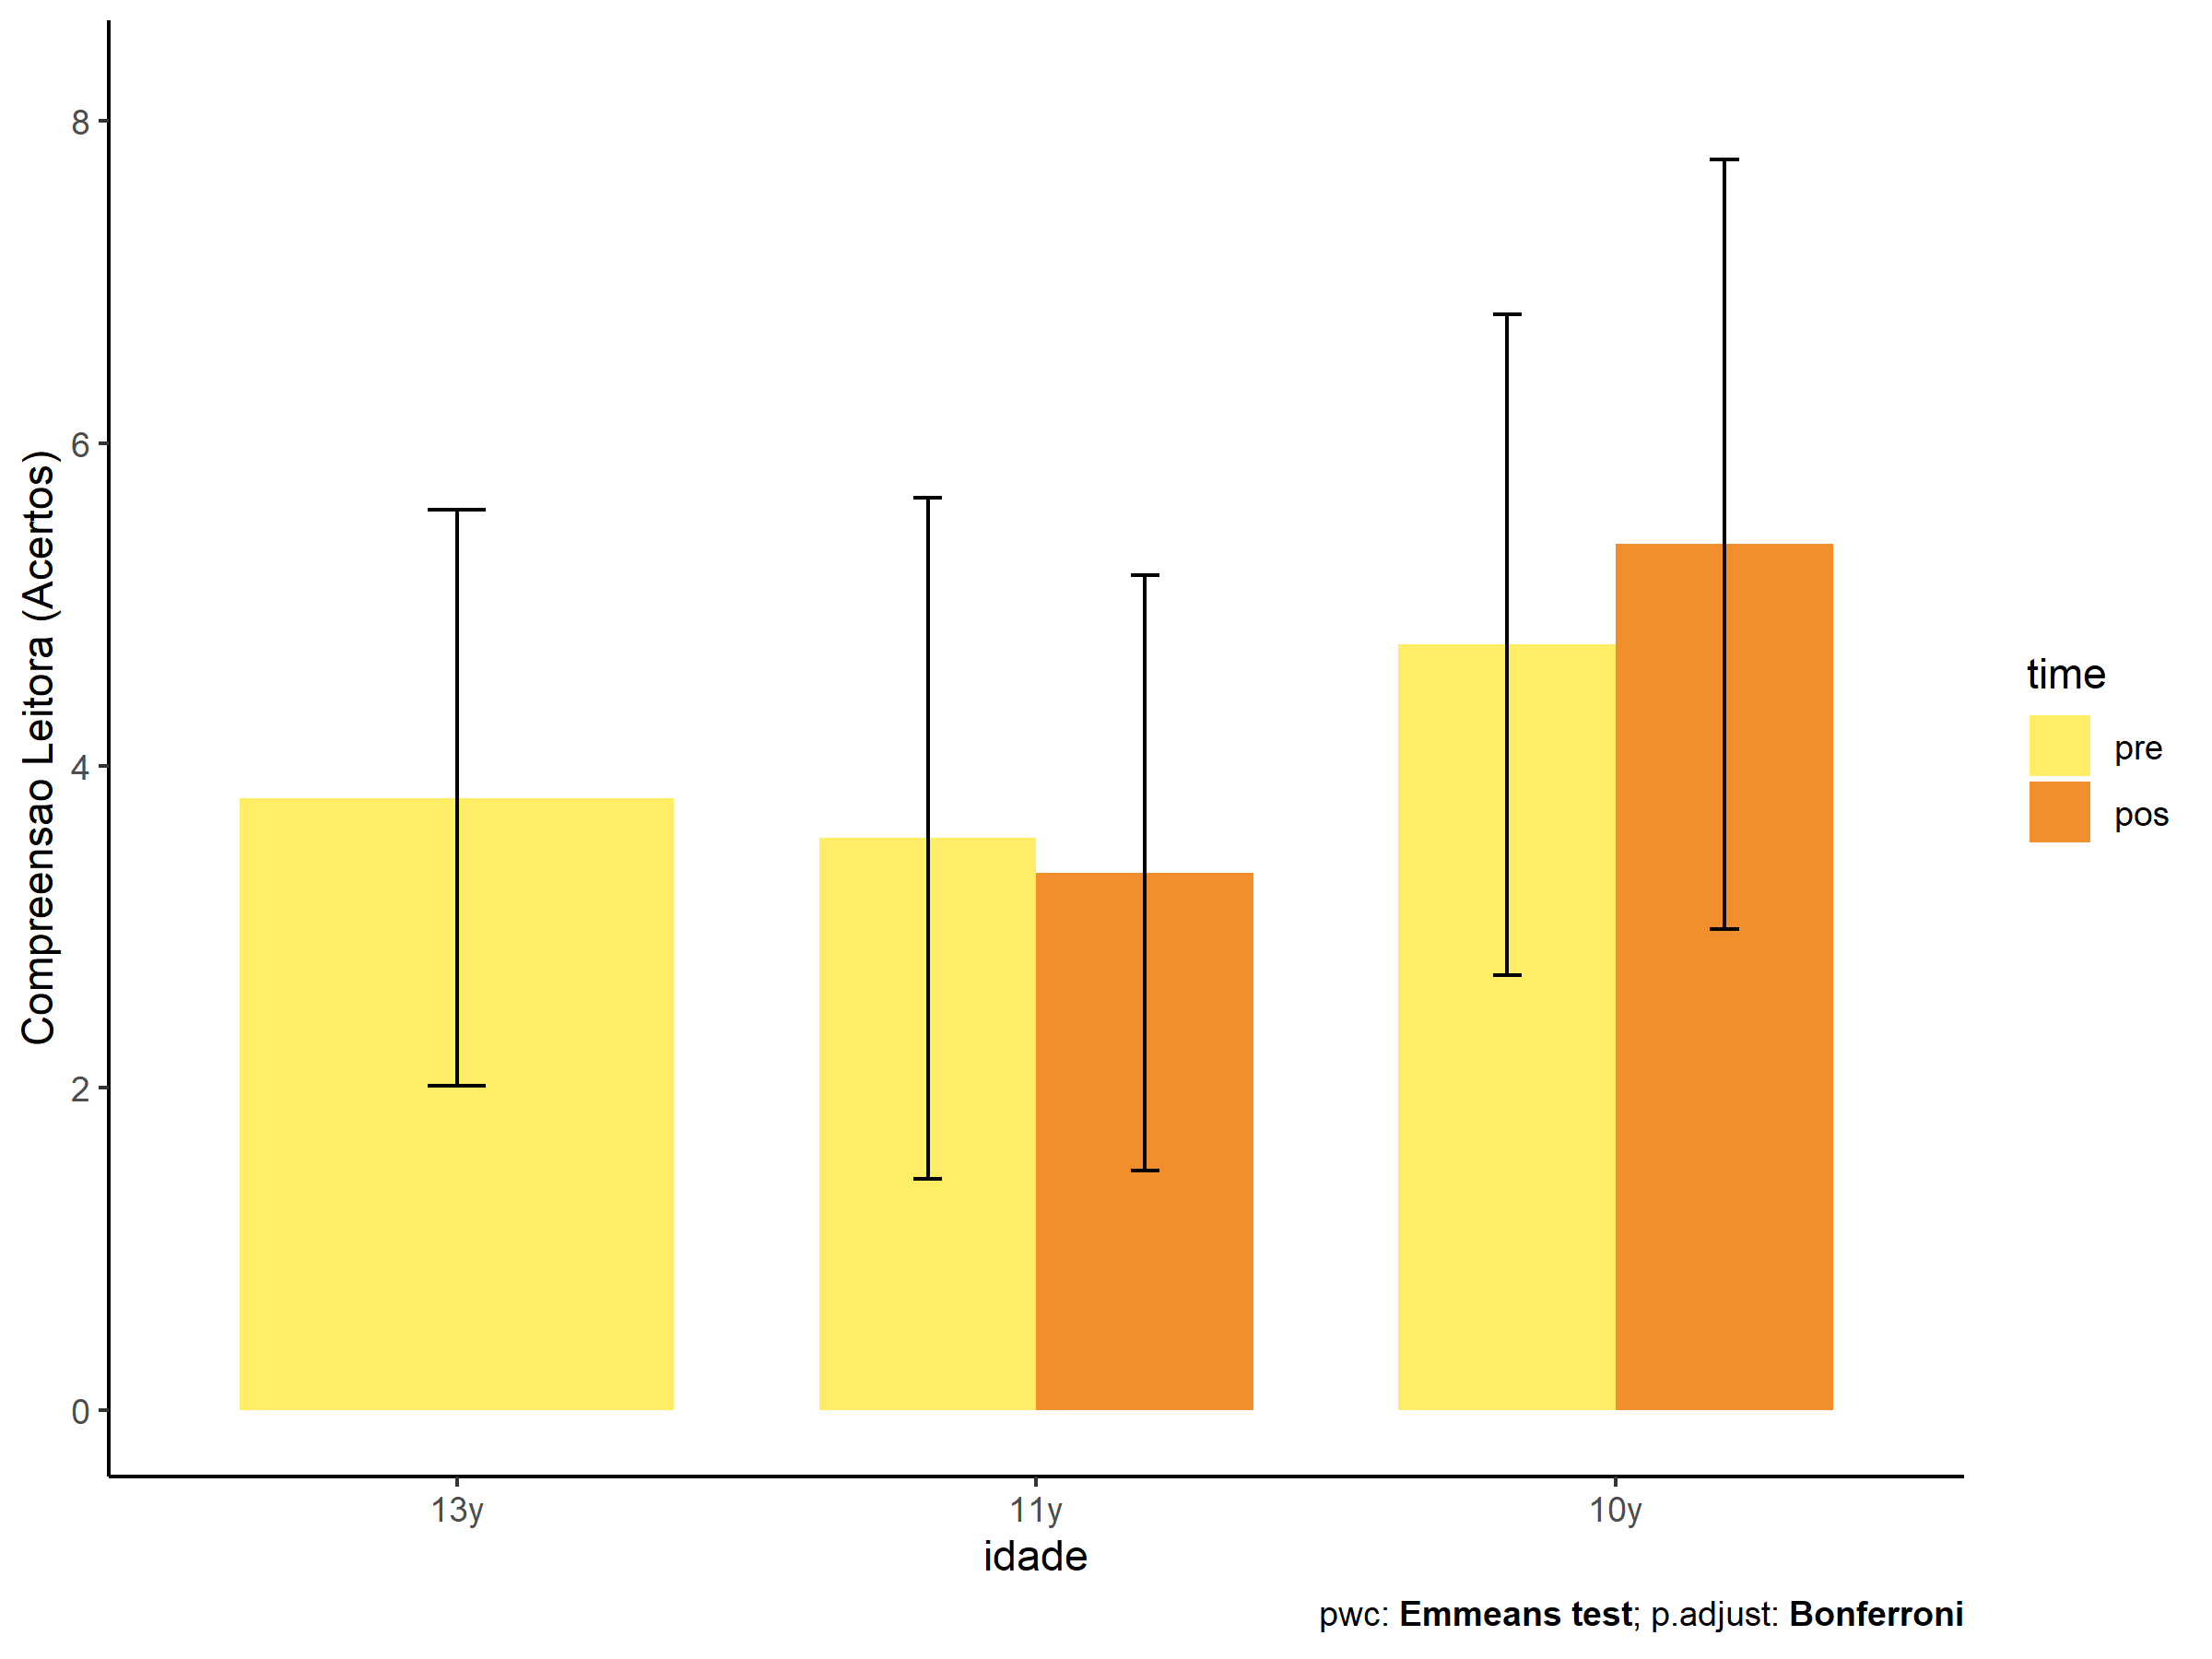 Compreensao Leitora (Acertos)
8
6
4
2
0
13y
11y
10y
idade
time
pre
pos
pwc: Emmeans test; p.adjust: Bonferroni